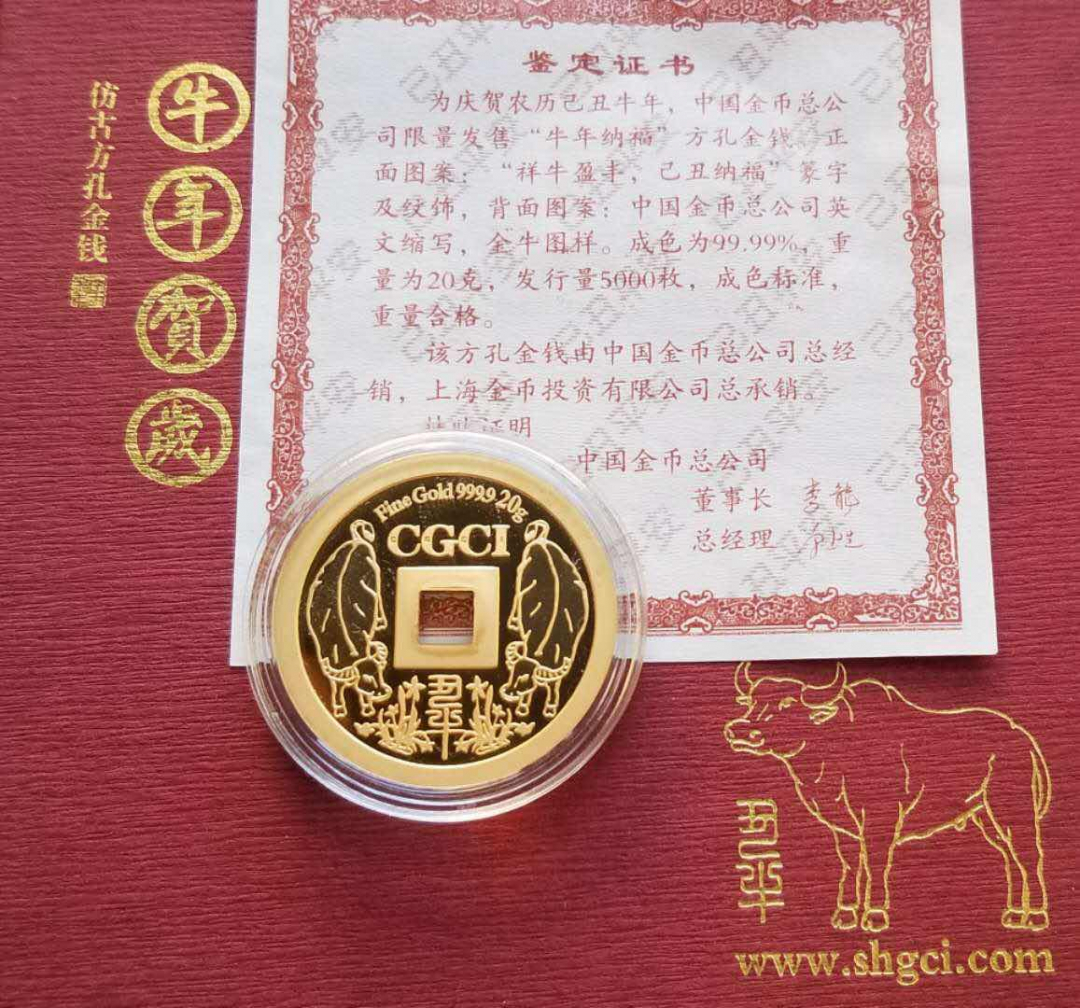 仿古方孔金钱
牛年賀歲
鉴定证书
为庆贺农历己丑牛年，中国金币总公
司限量发售“牛年纳福”方孔金钱。正
面图案：“祥牛盈丰，己丑纳福”篆字
及纹饰，背面图案：中国金币总公司英
文缩写，金牛图样。成色为99.99%，重
量为20克，发行量5000枚，成色标准，
重量合格。
该方孔金钱由中国金币总公司总经
销，上海金币投资有限公司总承销。
证明
中国金币总公司
董事长
总经理
Fine Gold 999.9 20g
CGCI
丑年
丑年
www.shgci.com